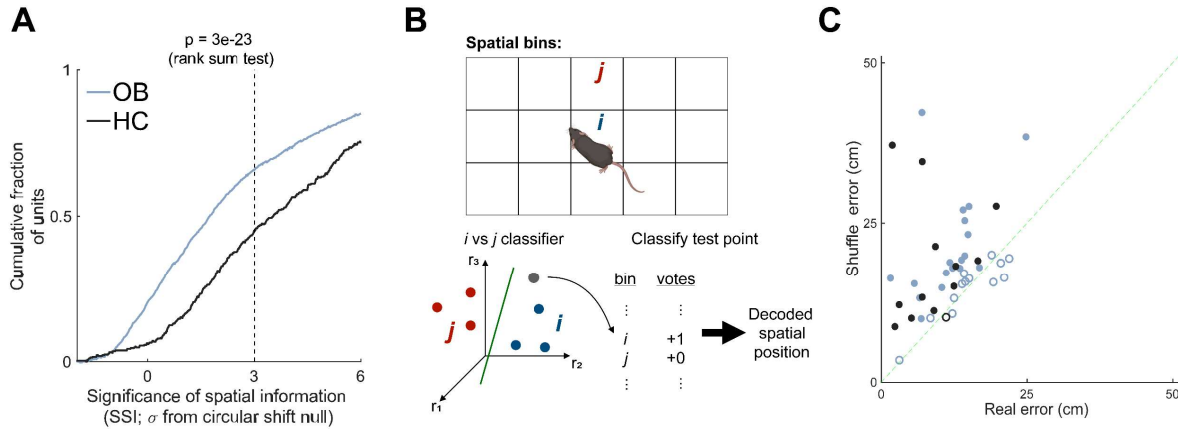 A
p = 3e-23
(rank sum test)
1
OB
HC
0.5
0
0
3
6
Cumulative fraction
of units
Significance of spatial information
(SSI; σ from circular shift null)
B
Spatial bins:
j
i
i vs j classifier
Classify test point
r₃
r₂
r₁
j
i
bin votes
⋮ ⋮
i +1
j +0
⋮ ⋮
Decoded
spatial
position
C
50
25
0
0
25
50
Shuffle error (cm)
Real error (cm)